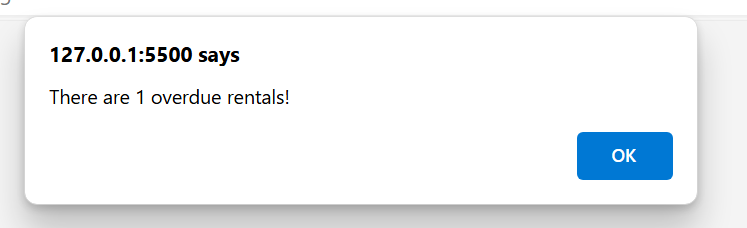 127.0.0.1:5500 says
There are 1 overdue rentals!
OK